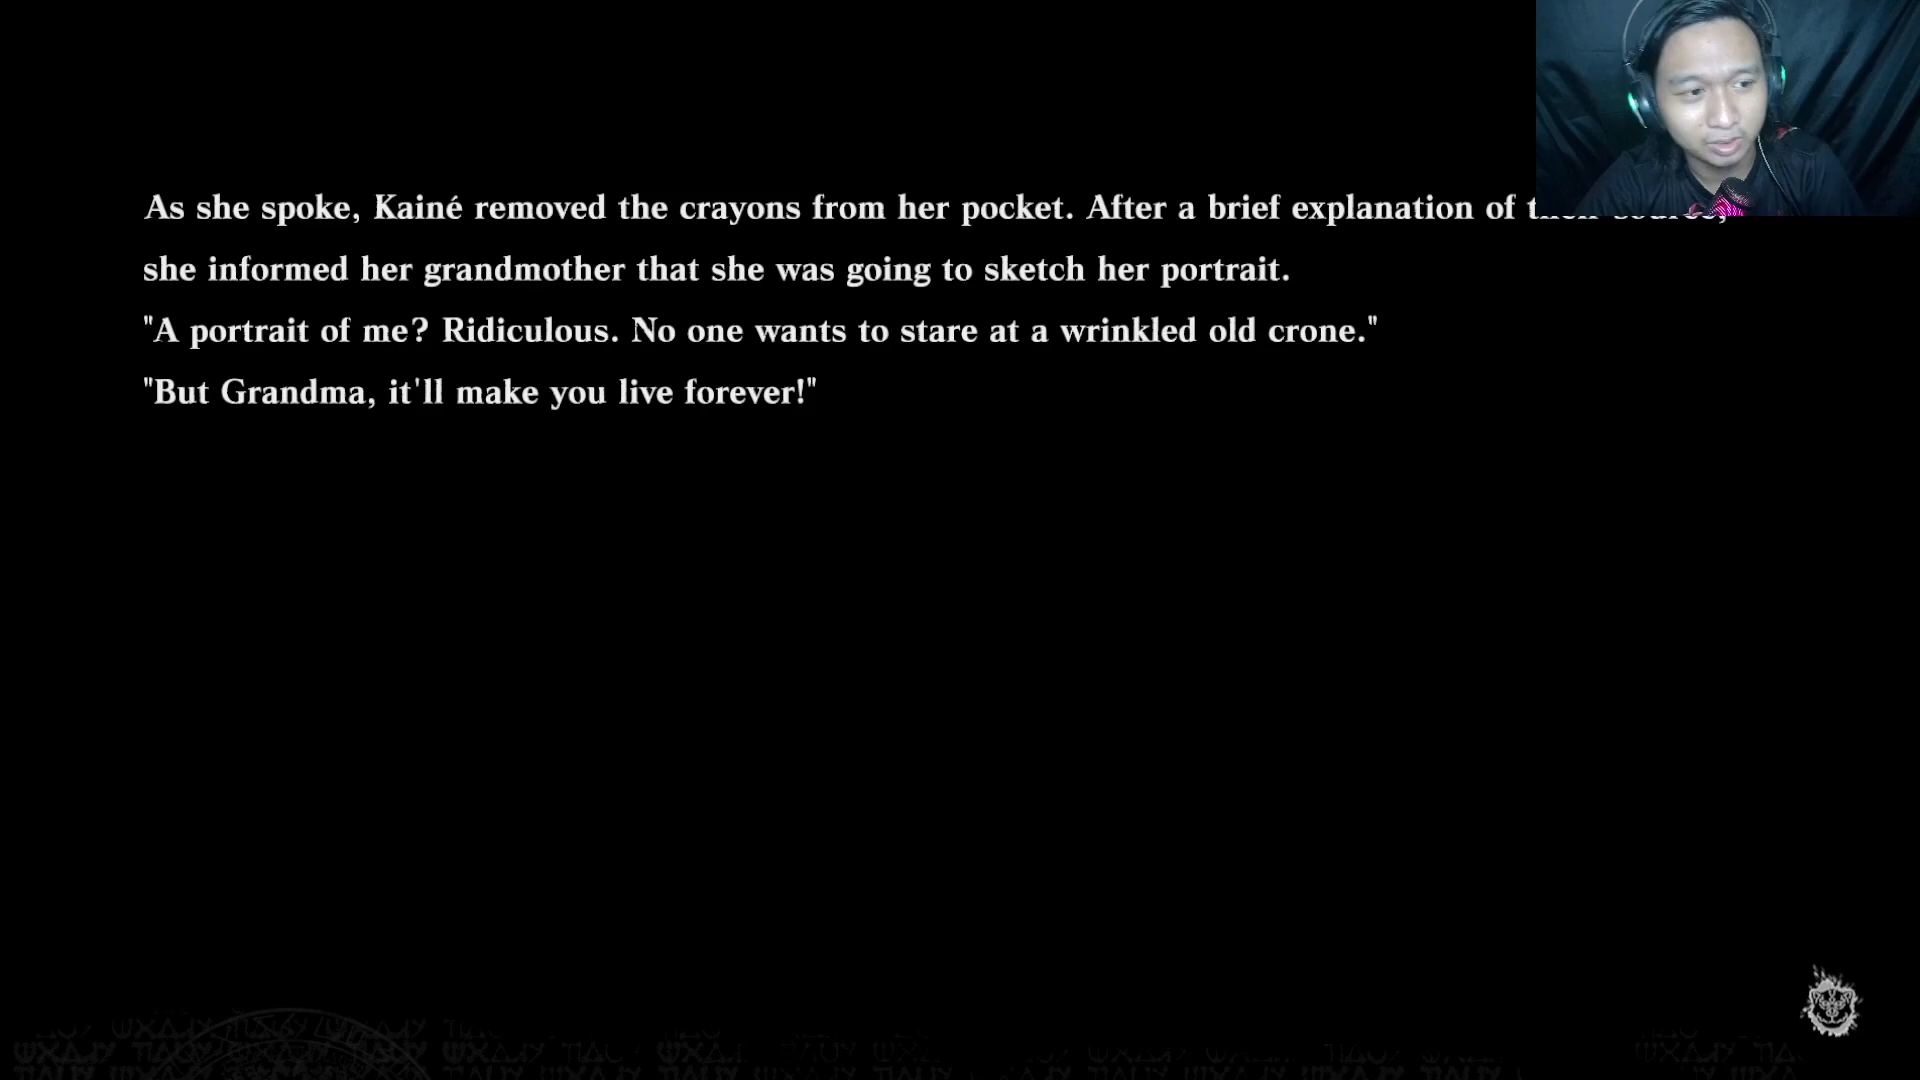 As she spoke, Kainé removed the crayons from her pocket. After a brief explanation of their source,
she informed her grandmother that she was going to sketch her portrait.
"A portrait of me? Ridiculous. No one wants to stare at a wrinkled old crone."
"But Grandma, it'll make you live forever!"